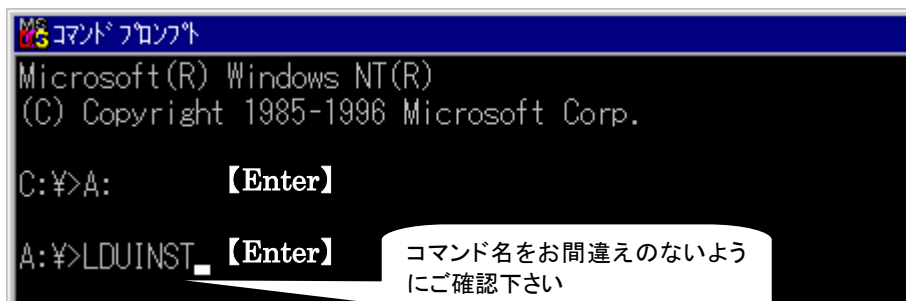 コマンド プロンプト
Microsoft(R) Windows NT(R)
(C) Copyright 1985-1996 Microsoft Corp.
C:¥>A: 【Enter】
A:¥>LDUINST_ 【Enter】
コマンド名をお間違えのないよう
にご確認下さい